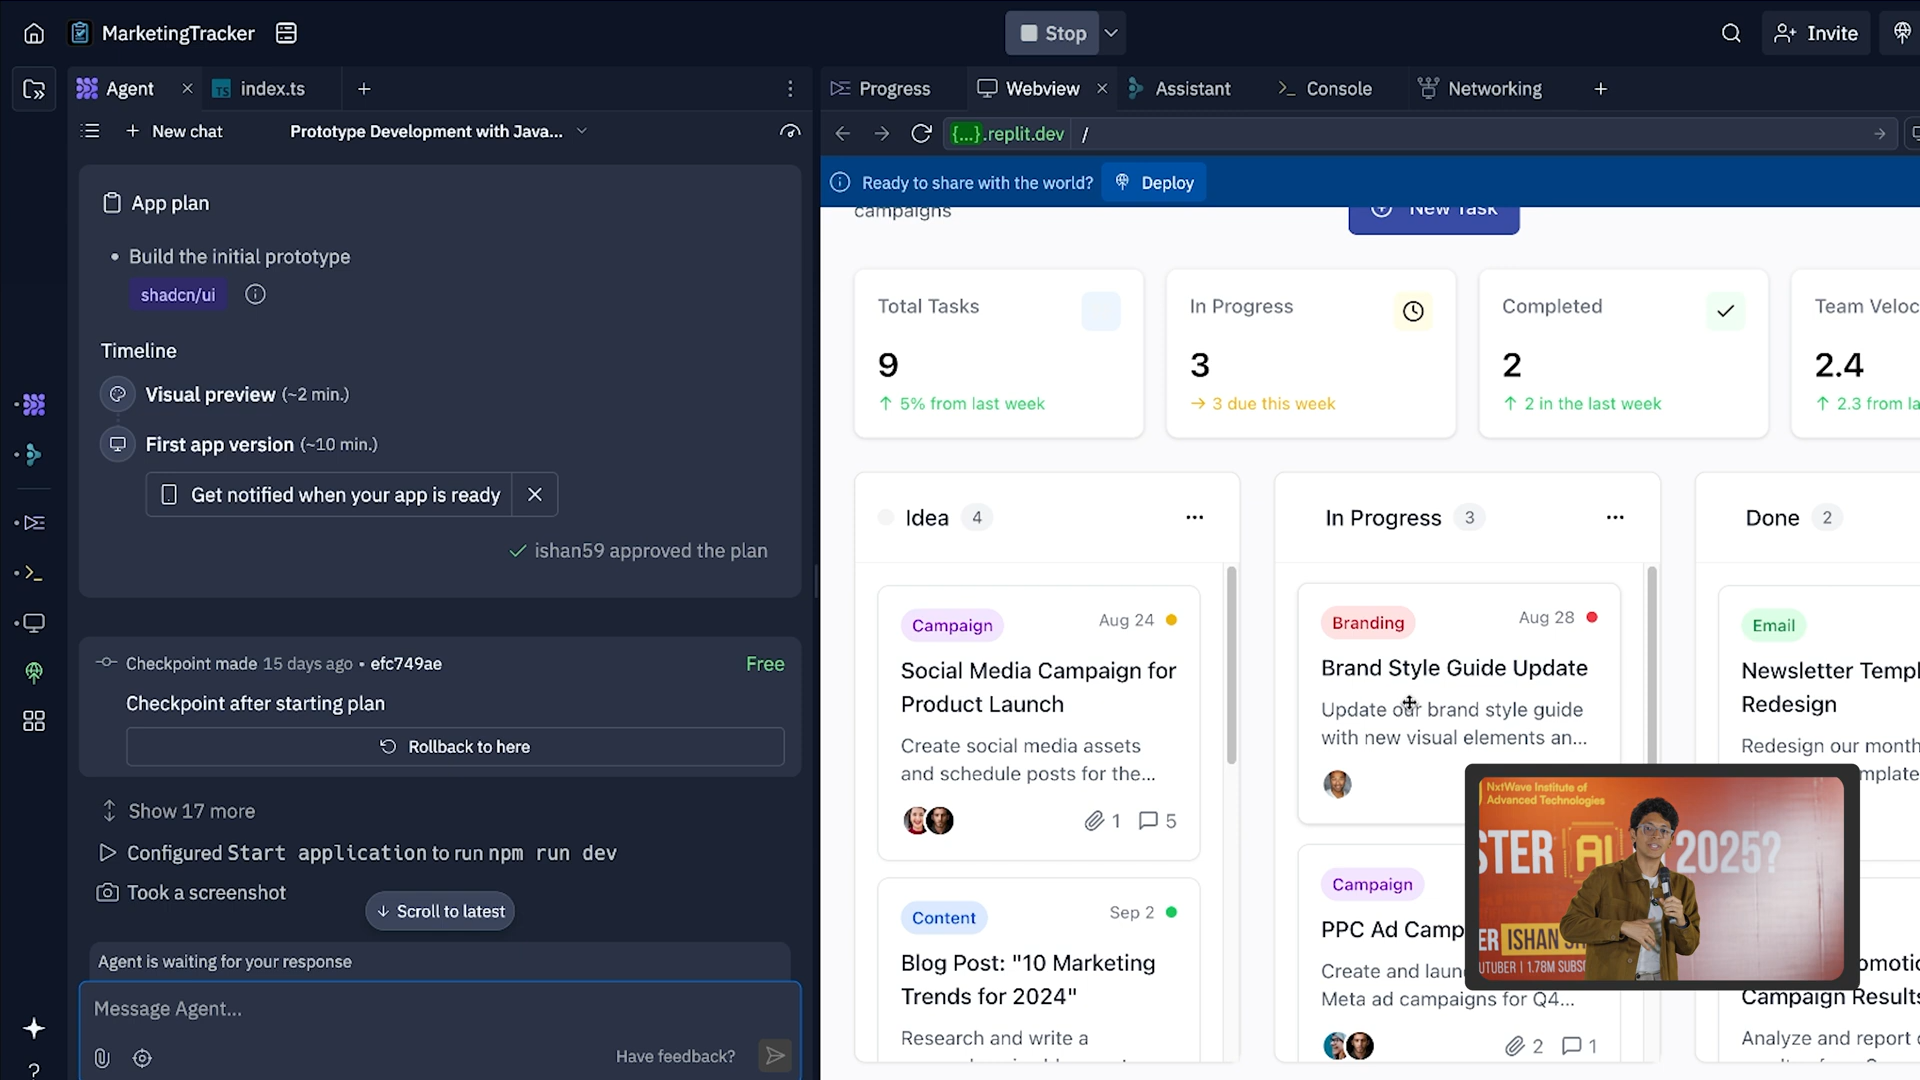 MarketingTracker
Stop
Invite
Agent
TS index.ts
Progress
Webview
Assistant
Console
Networking
New chat
Prototype Development with Java...
{...}.replit.dev /
Ready to share with the world?
Deploy
App plan
Build the initial prototype
shadcn/ui
Timeline
Visual preview (~2 min.)
First app version (~10 min.)
Get notified when your app is ready
ishan59 approved the plan
Checkpoint made 15 days ago • efc749ae
Free
Checkpoint after starting plan
Rollback to here
Show 17 more
Configured Start application to run npm run dev
Took a screenshot
Scroll to latest
Agent is waiting for your response
Message Agent...
Have feedback?
campaigns
New Task
Total Tasks
9
↑ 5% from last week
In Progress
3
→ 3 due this week
Completed
2
↑ 2 in the last week
Team Veloc
2.4
↑ 2.3 from la
Idea 4
...
In Progress 3
...
Done 2
Campaign
Aug 24
Social Media Campaign for
Product Launch
Create social media assets
and schedule posts for the...
1
5
Content
Sep 2
Blog Post: "10 Marketing
Trends for 2024"
Research and write a
Branding
Aug 28
Brand Style Guide Update
Update our brand style guide
with new visual elements an...
Campaign
PPC Ad Camp
Create and laun
Meta ad campaigns for Q4...
2
1
Email
Newsletter Templ
Redesign
Redesign our month
mplate
omotic
Campaign Results
Analyze and report o
NxtWave Institute of
Advanced Technologies
STER AI 2025?
ER ISHAN
UTUBER | 1.78M SUBS